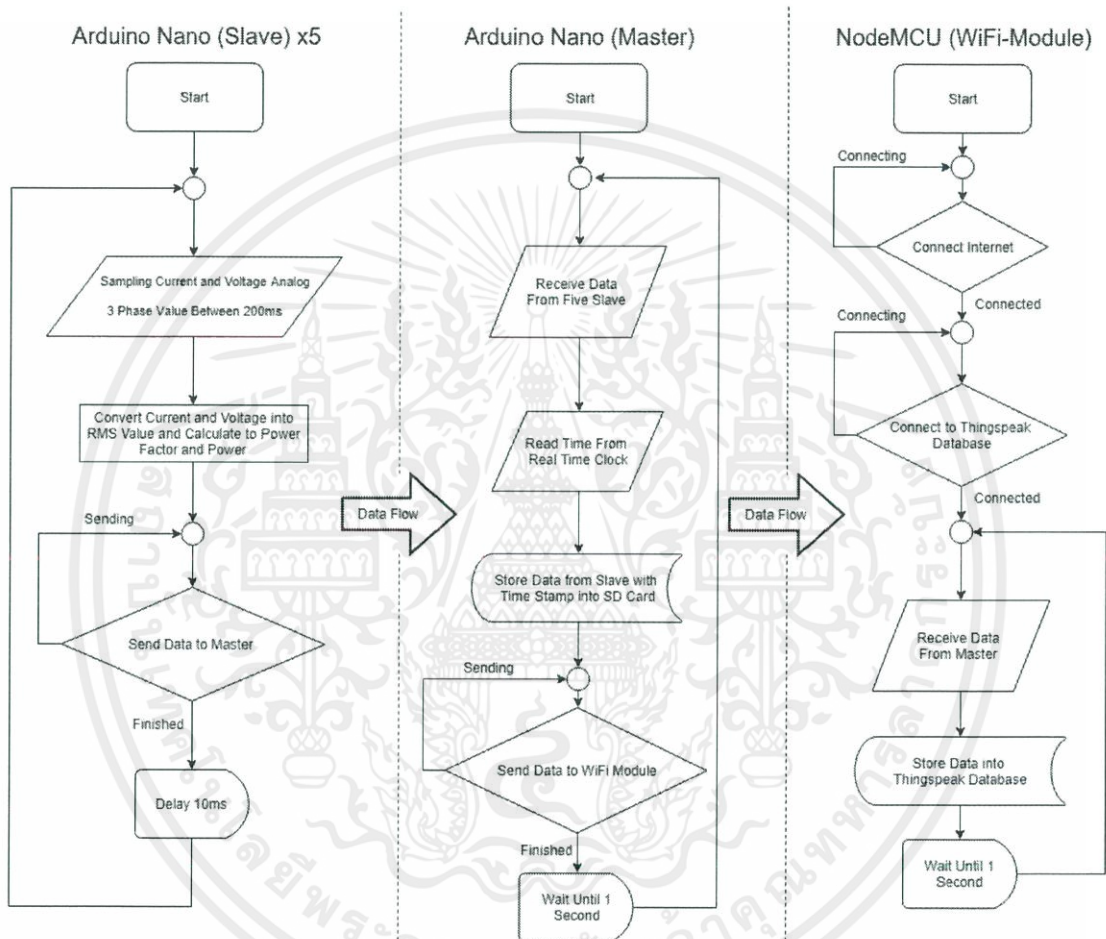 Arduino Nano (Slave) x5
Start
Sampling Current and Voltage Analog
3 Phase Value Between 200ms
Convert Current and Voltage into
RMS Value and Calculate to Power
Factor and Power
Sending
Send Data to Master
Finished
Delay 10ms
Data Flow
Arduino Nano (Master)
Start
Receive Data
From Five Slave
Read Time From
Real Time Clock
Store Data from Slave with
Time Stamp into SD Card
Sending
Send Data to WiFi Module
Finished
Wait Until 1
Second
Data Flow
NodeMCU (WiFi-Module)
Start
Connecting
Connect Internet
Connected
Connecting
Connect to Thingspeak
Database
Connected
Receive Data
From Master
Store Data into
Thingspeak Database
Wait Until 1
Second